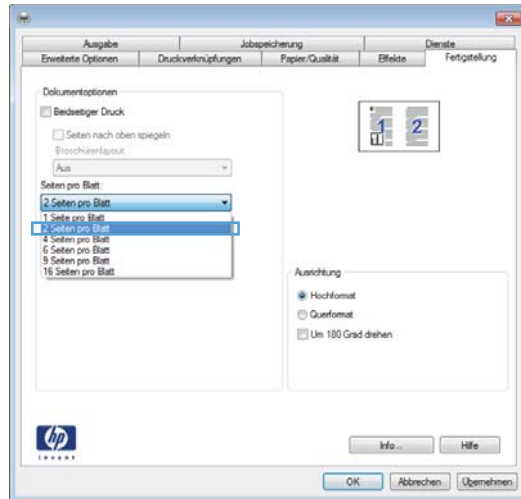 Ausgabe
Jobspeicherung
Dienste
Erweiterte Optionen
Druckverknüpfungen
Papier/Qualität
Effekte
Fertigstellung
Dokumentoptionen
Beidseitiger Druck
Seiten nach oben spiegeln
Broschürenlayout:
Aus
Seiten pro Blatt:
2 Seiten pro Blatt
1 Seite pro Blatt
2 Seiten pro Blatt
4 Seiten pro Blatt
6 Seiten pro Blatt
9 Seiten pro Blatt
16 Seiten pro Blatt
1 2
Ausrichtung
Hochformat
Querformat
Um 180 Grad drehen
hp
invent
Info...
Hilfe
OK
Abbrechen
Übernehmen